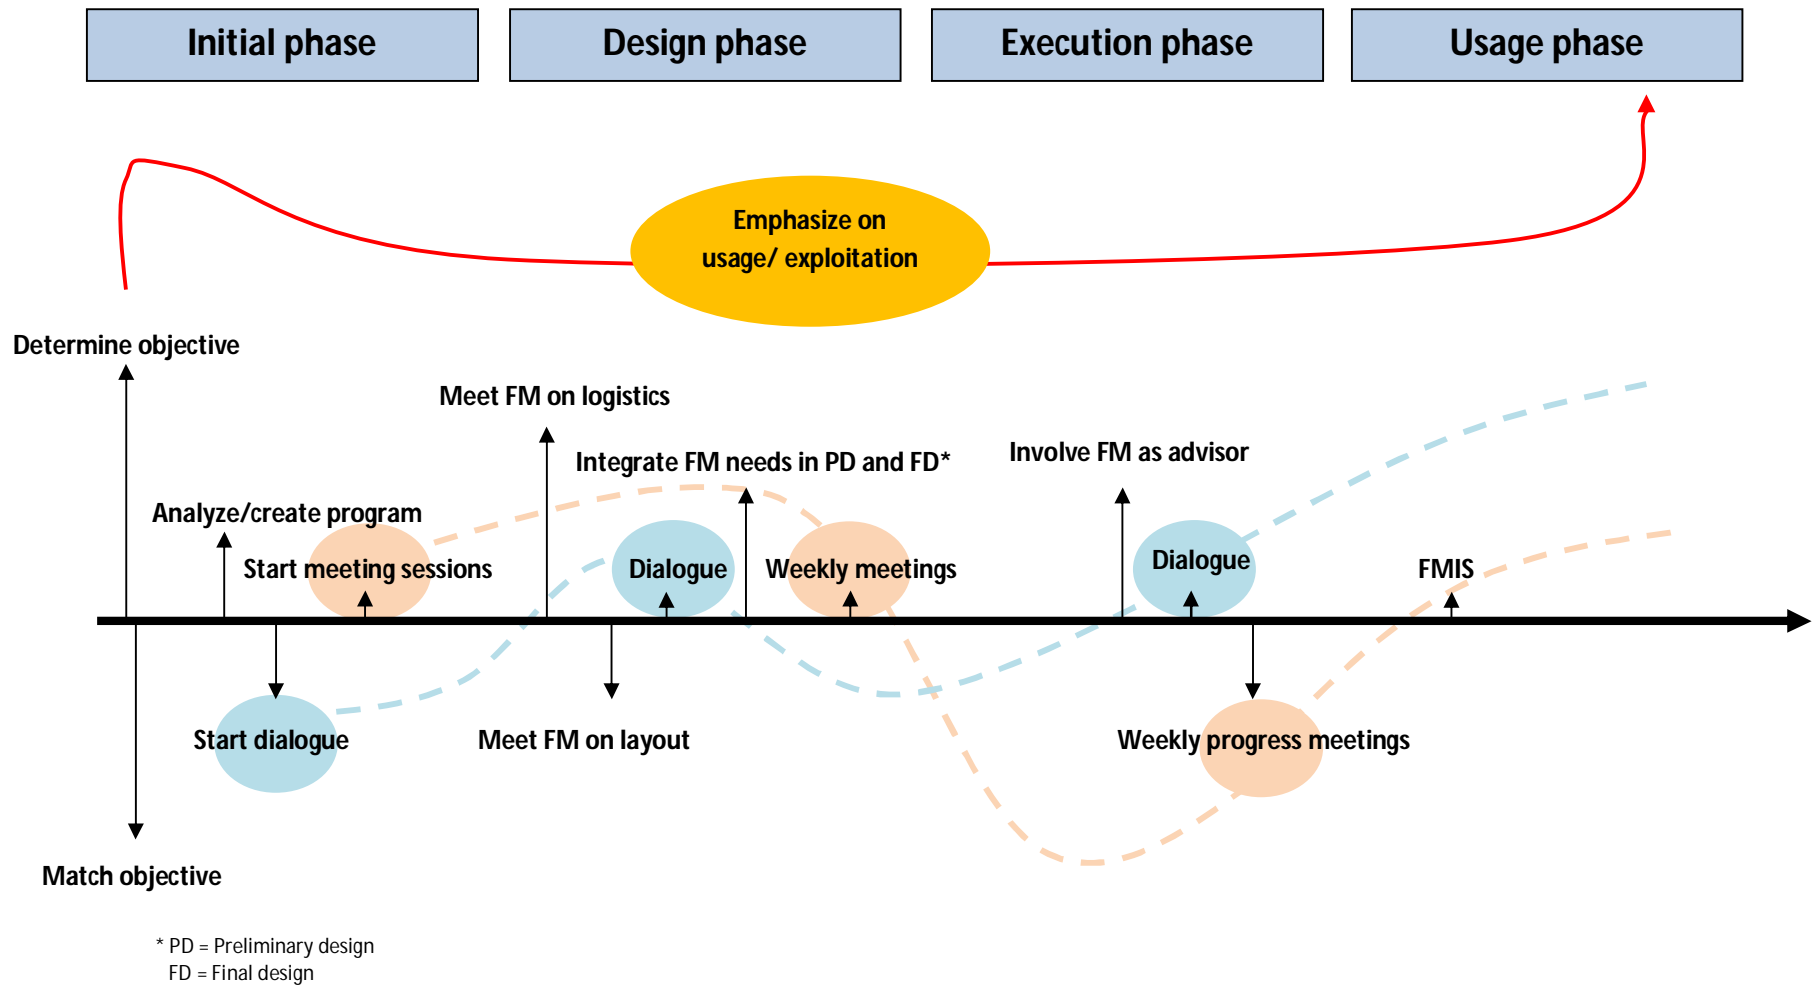 Initial phase
Design phase
Execution phase
Usage phase
Emphasize on
usage/ exploitation
Determine objective
Meet FM on logistics
Integrate FM needs in PD and FD*
Involve FM as advisor
Analyze/create program
Start meeting sessions
Dialogue
Weekly meetings
Dialogue
FMIS
Start dialogue
Meet FM on layout
Weekly progress meetings
Match objective
* PD = Preliminary design
FD = Final design